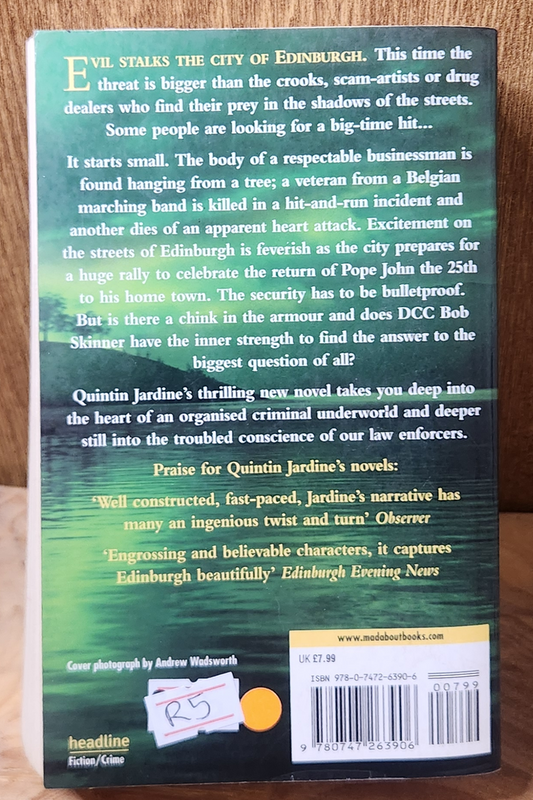 EVIL STALKS THE CITY OF EDINBURGH. This time the
threat is bigger than the crooks, scam-artists or drug
dealers who find their prey in the shadows of the streets.
Some people are looking for a big-time hit...
It starts small. The body of a respectable businessman is
found hanging from a tree; a veteran from a Belgian
marching band is killed in a hit-and-run incident and
another dies of an apparent heart attack. Excitement on
the streets of Edinburgh is feverish as the city prepares for
a huge rally to celebrate the return of Pope John the 25th
to his home town. The security has to be bulletproof.
But is there a chink in the armour and does DCC Bob
Skinner have the inner strength to find the answer to the
biggest question of all?
Quintin Jardine's thrilling new novel takes you deep into
the heart of an organised criminal underworld and deeper
still into the troubled conscience of our law enforcers.
Praise for Quintin Jardine's novels:
'Well constructed, fast-paced, Jardine's narrative has
many an ingenious twist and turn' Observer
'Engrossing and believable characters, it captures
Edinburgh beautifully' Edinburgh Evening News
Cover photograph by Andrew Wadsworth
R5
headline
Fiction/Crime
www.madaboutbooks.com
UK £7.99
ISBN 978-0-7472-6390-6
00799
9 780747 263906